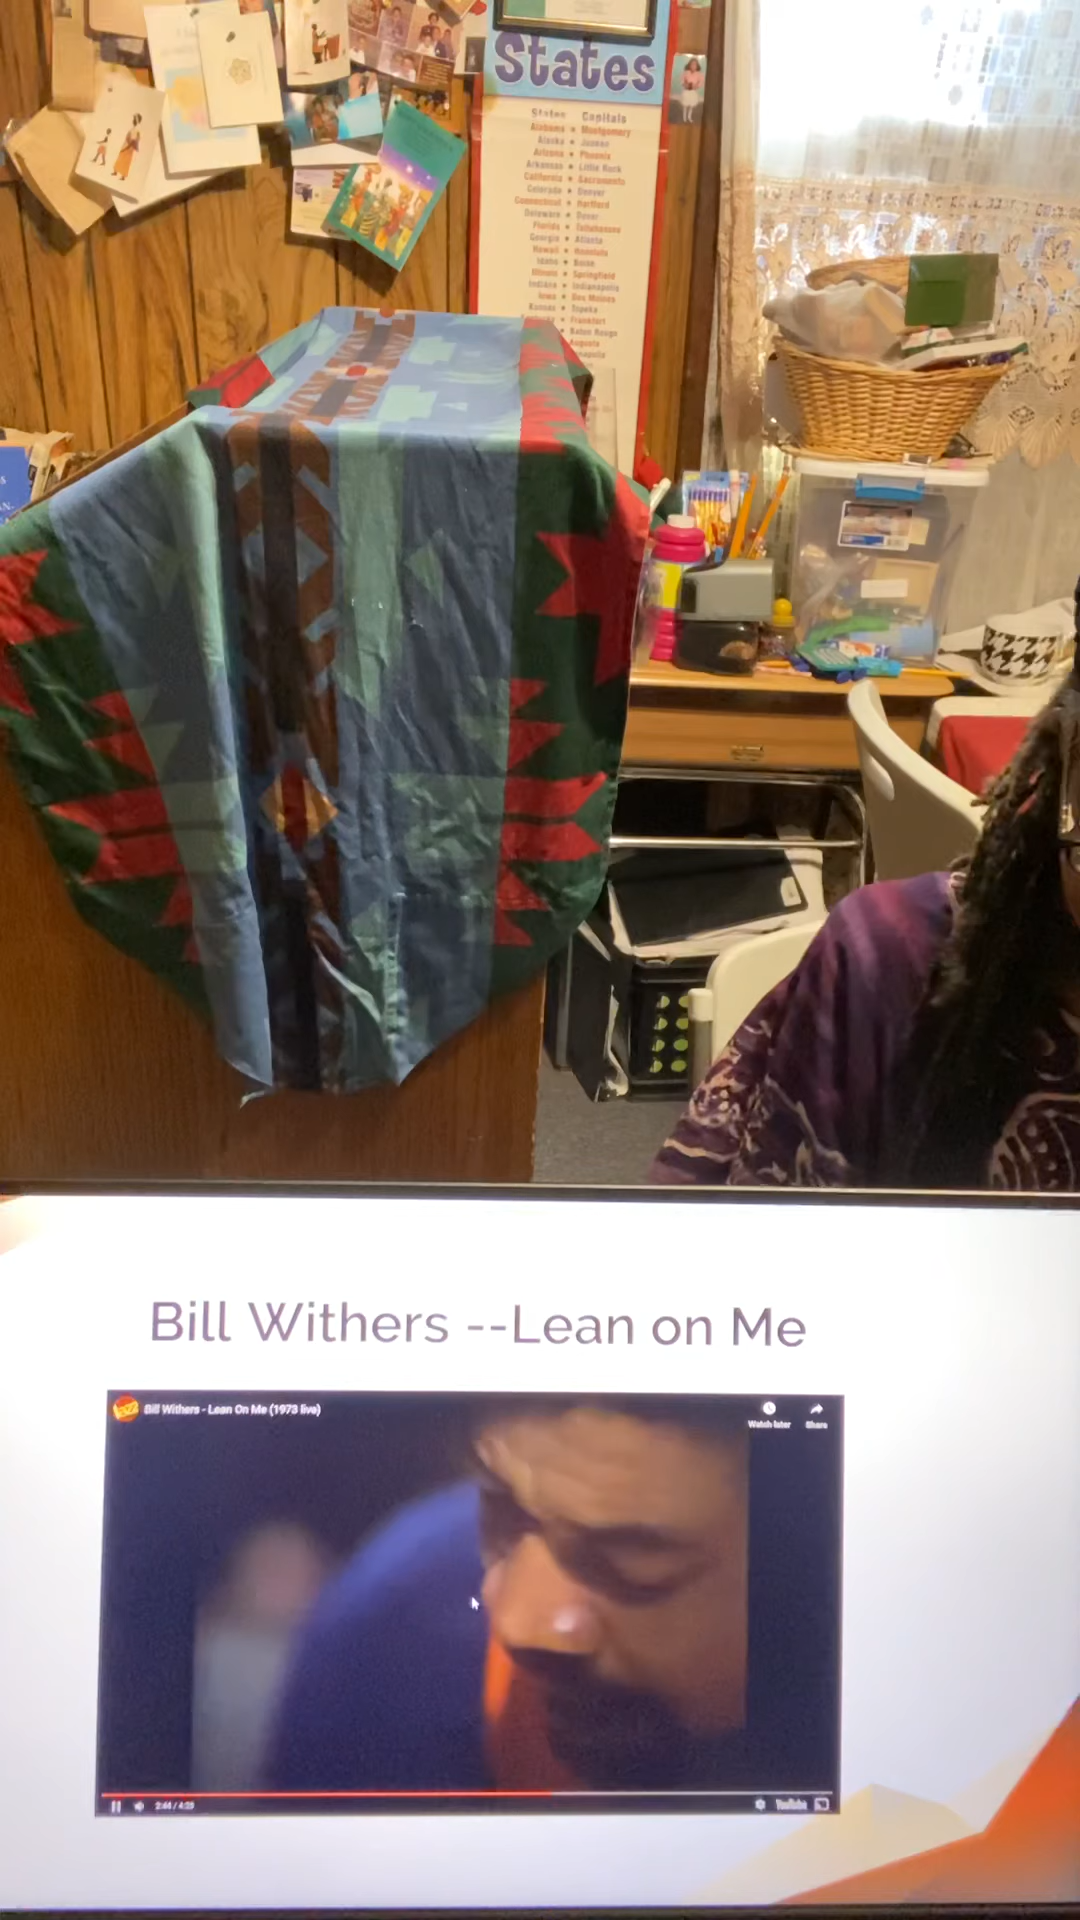 States
States Capitals
Alabama • Montgomery
Alaska • Juneau
Arizona • Phoenix
Arkansas • Little Rock
California • Sacramento
Colorado • Denver
Connecticut • Hartford
Delaware • Dover
Florida • Tallahassee
Georgia • Atlanta
Hawaii • Honolulu
Idaho • Boise
Illinois • Springfield
Indiana • Indianapolis
Iowa • Des Moines
Kansas • Topeka
Frankfort
Baton Rouge
Augusta
napolis
Bill Withers --Lean on Me
Bill Withers - Lean On Me (1973 live)
Watch later
Share
YouTube